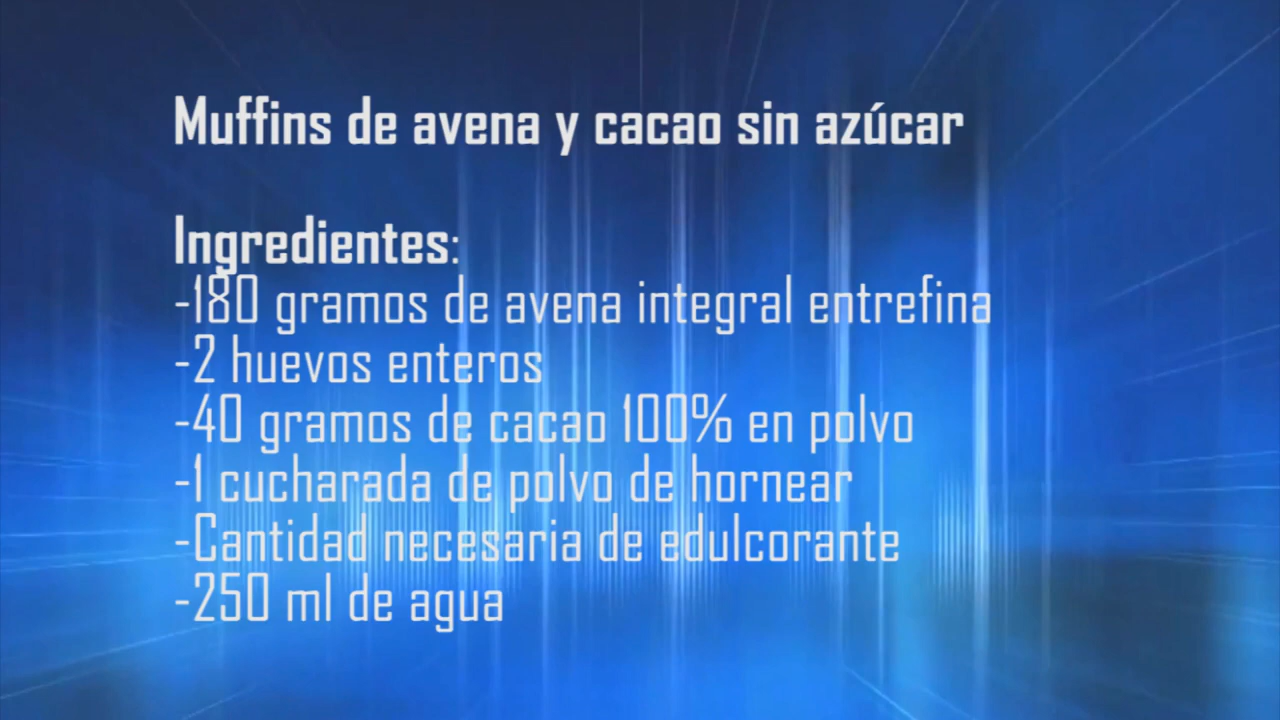 Muffins de avena y cacao sin azúcar
Ingredientes:
-180 gramos de avena integral entrefina
-2 huevos enteros
-40 gramos de cacao 100% en polvo
-1 cucharada de polvo de hornear
-Cantidad necesaria de edulcorante
-250 ml de agua